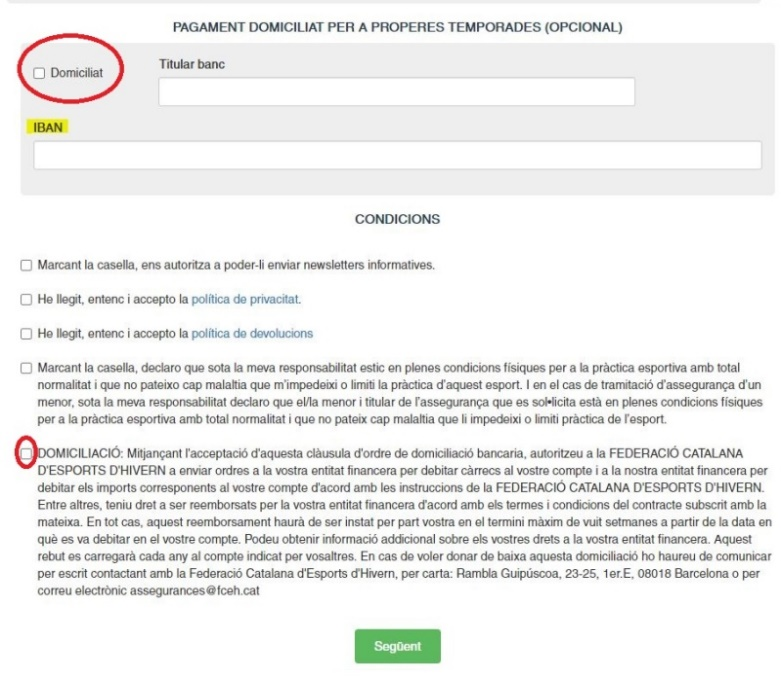 PAGAMENT DOMICILIAT PER A PROPERES TEMPORADES (OPCIONAL)
Domiciliat
Titular banc
IBAN
CONDICIONS
Marcant la casella, ens autoritza a poder-li enviar newsletters informatives.
He llegit, entenc i accepto la política de privacitat.
He llegit, entenc i accepto la política de devolucions
Marcant la casella, declaro que sota la meva responsabilitat estic en plenes condicions físiques per a la pràctica esportiva amb total
normalitat i que no pateixo cap malaltia que m'impedeixi o limiti la pràctica d'aquest esport. I en el cas de tramitació d'assegurança d'un
menor, sota la meva responsabilitat declaro que el/la menor i titular de l'assegurança que es sol•licita està en plenes condicions físiques
per a la pràctica esportiva amb total normalitat i que no pateix cap malaltia que li impedeixi o limiti pràctica de l'esport.
DOMICILIACIÓ: Mitjançant l'acceptació d'aquesta clàusula d'ordre de domiciliació bancaria, autoritzeu a la FEDERACIÓ CATALANA
D'ESPORTS D'HIVERN a enviar ordres a la vostra entitat financera per debitar càrrecs al vostre compte i a la nostra entitat financera per
debitar els imports corresponents al vostre compte d'acord amb les instruccions de la FEDERACIÓ CATALANA D'ESPORTS D'HIVERN.
Entre altres, teniu dret a ser reemborsats per la vostra entitat financera d'acord amb els termes i condicions del contracte subscrit amb la
mateixa. En tot cas, aquest reemborsament haurà de ser instat per part vostra en el termini màxim de vuit setmanes a partir de la data en
què es va debitar en el vostre compte. Podeu obtenir informació addicional sobre els vostres drets a la vostra entitat financera. Aquest
rebut es carregarà cada any al compte indicat per vosaltres. En cas de voler donar de baixa aquesta domiciliació ho haureu de comunicar
per escrit contactant amb la Federació Catalana d'Esports d'Hivern, per carta: Rambla Guipúscoa, 23-25, 1er.E, 08018 Barcelona o per
correu electrònic assegurances@fceh.cat
Següent